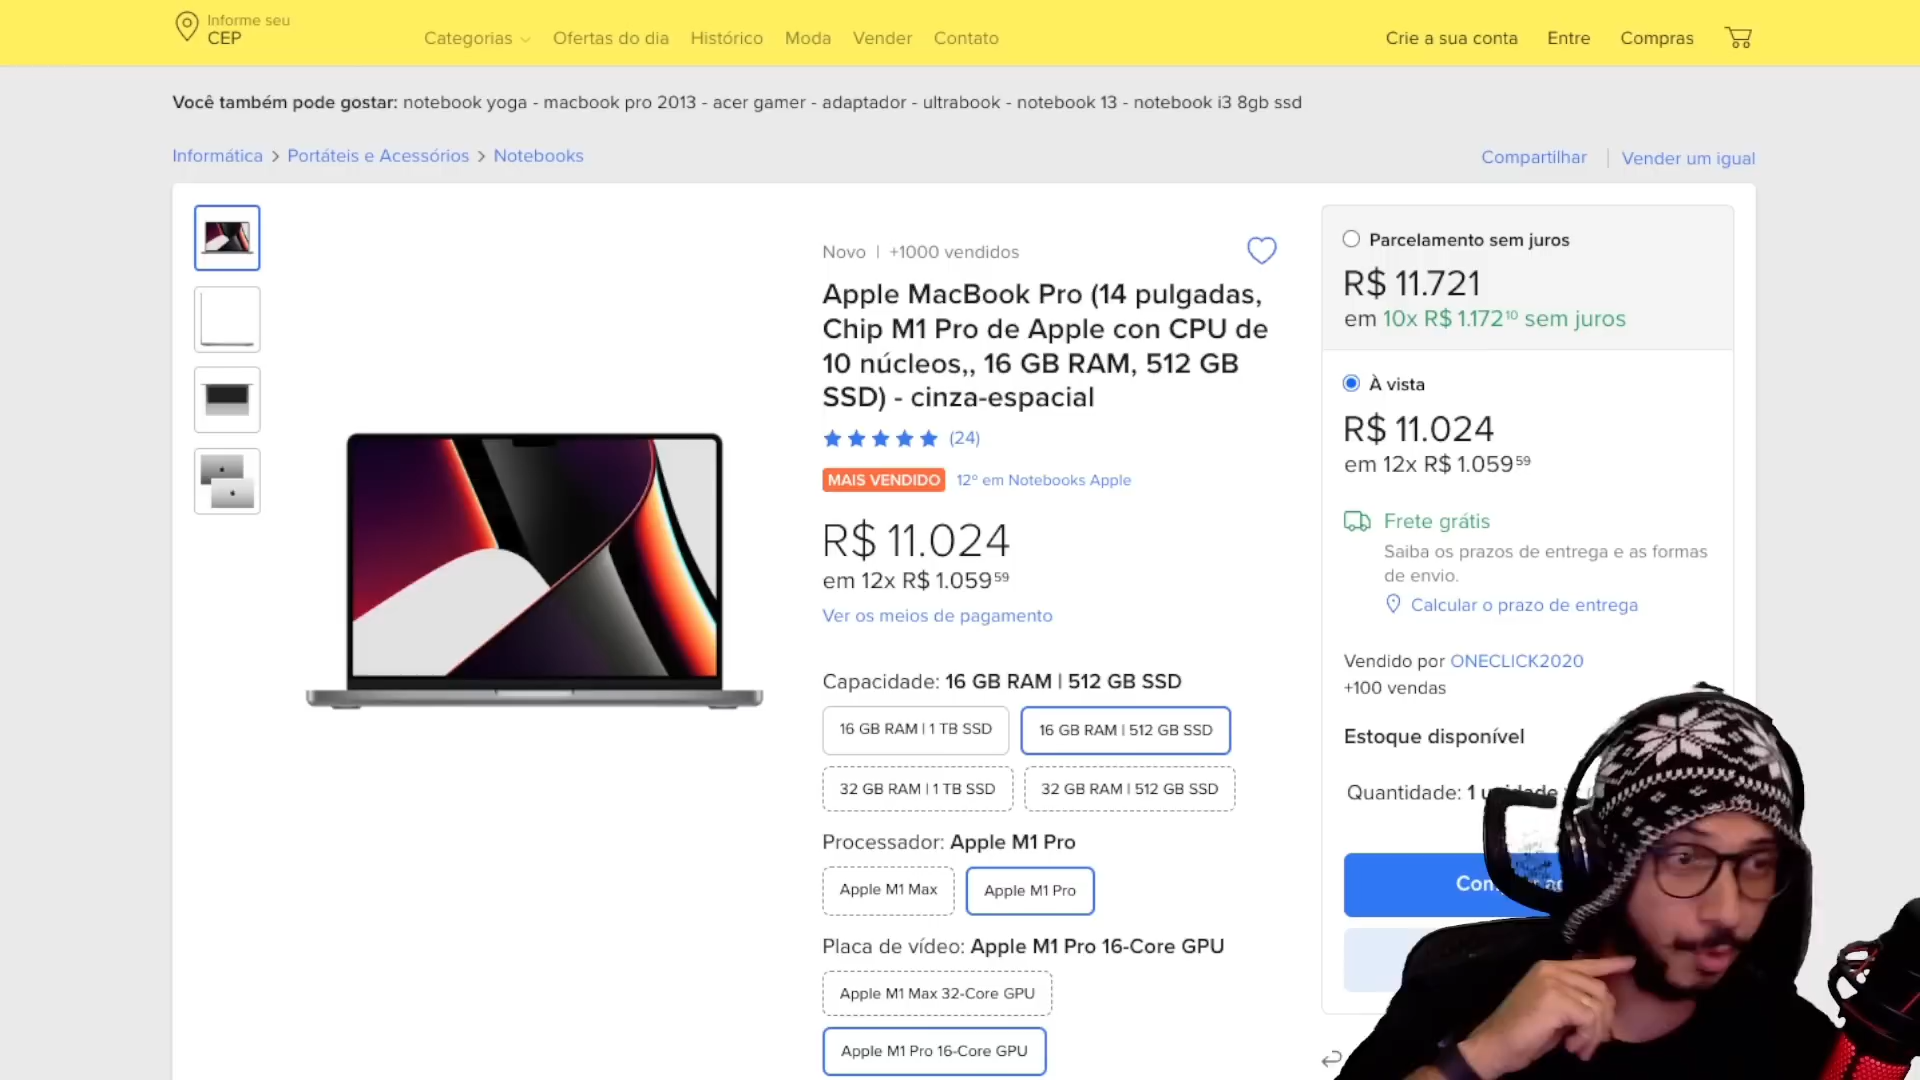 Informe seu
CEP
Categorias
Ofertas do dia
Histórico
Moda
Vender
Contato
Crie a sua conta
Entre
Compras
Você também pode gostar: notebook yoga - macbook pro 2013 - acer gamer - adaptador - ultrabook - notebook 13 - notebook i3 8gb ssd
Informática > Portáteis e Acessórios > Notebooks
Compartilhar | Vender um igual
Novo | +1000 vendidos
Apple MacBook Pro (14 pulgadas,
Chip M1 Pro de Apple con CPU de
10 núcleos,, 16 GB RAM, 512 GB
SSD) - cinza-espacial
(24)
MAIS VENDIDO 12º em Notebooks Apple
R$ 11.024
em 12x R$ 1.059 59
Ver os meios de pagamento
Capacidade: 16 GB RAM | 512 GB SSD
16 GB RAM | 1 TB SSD
16 GB RAM | 512 GB SSD
32 GB RAM | 1 TB SSD
32 GB RAM | 512 GB SSD
Processador: Apple M1 Pro
Apple M1 Max
Apple M1 Pro
Placa de vídeo: Apple M1 Pro 16-Core GPU
Apple M1 Max 32-Core GPU
Apple M1 Pro 16-Core GPU
Parcelamento sem juros
R$ 11.721
em 10x R$ 1.172 10 sem juros
À vista
R$ 11.024
em 12x R$ 1.059 59
Frete grátis
Saiba os prazos de entrega e as formas
de envio.
Calcular o prazo de entrega
Vendido por ONECLICK2020
+100 vendas
Estoque disponível
Quantidade: 1